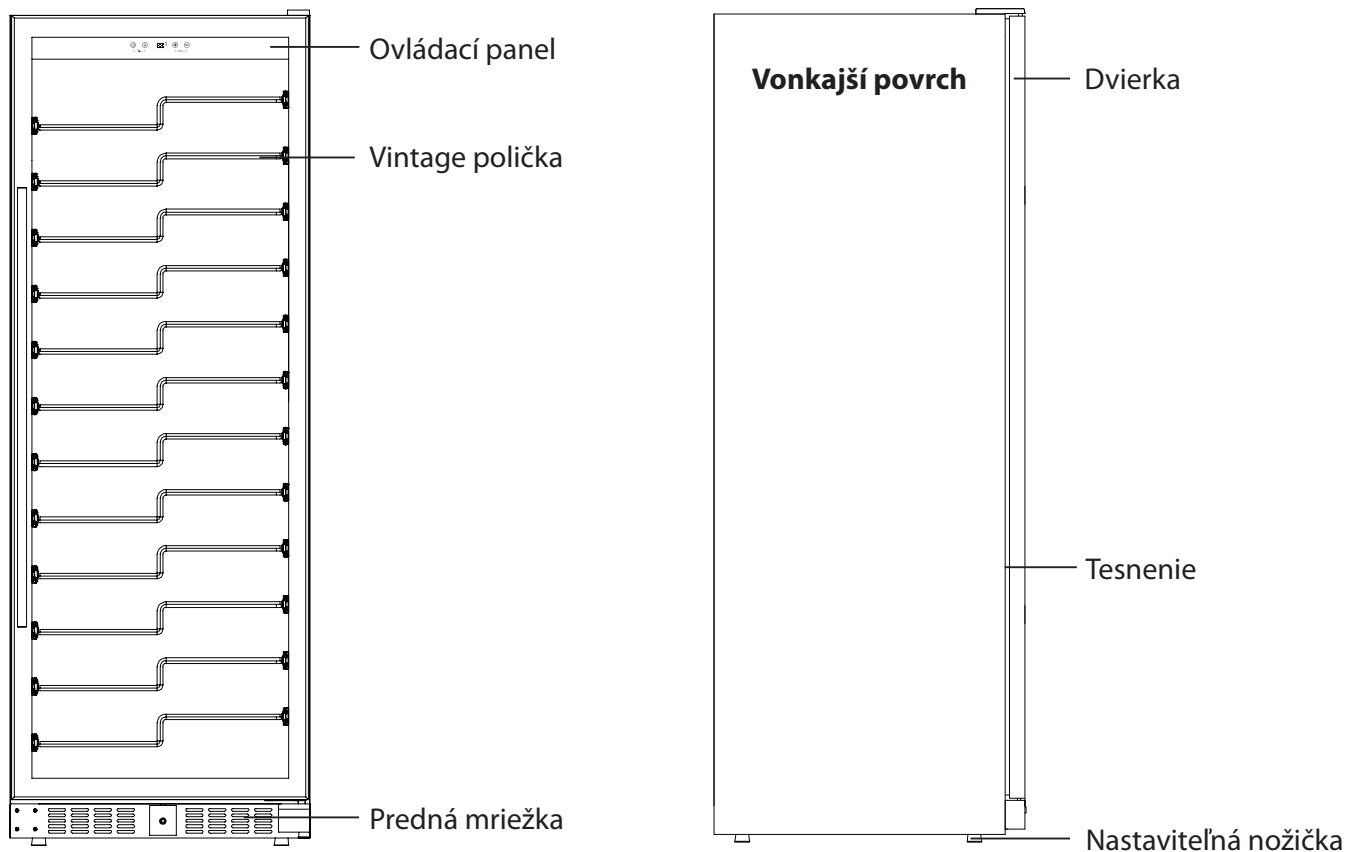 Ovládací panel
Vintage polička
Predná mriežka
Vonkajší povrch
Dvierka
Tesnenie
Nastaviteľná nožička